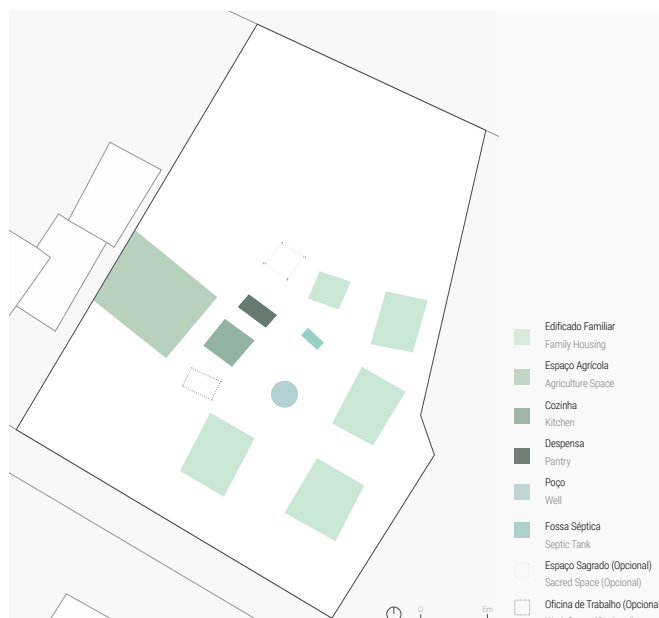 Edificado Familiar
Family Housing
Espaço Agrícola
Agriculture Space
Cozinha
Kitchen
Despensa
Pantry
Poço
Well
Fossa Séptica
Septic Tank
Espaço Sagrado (Opcional)
Sacred Space (Opcional)
Oficina de Trabalho (Opcional
0 5m